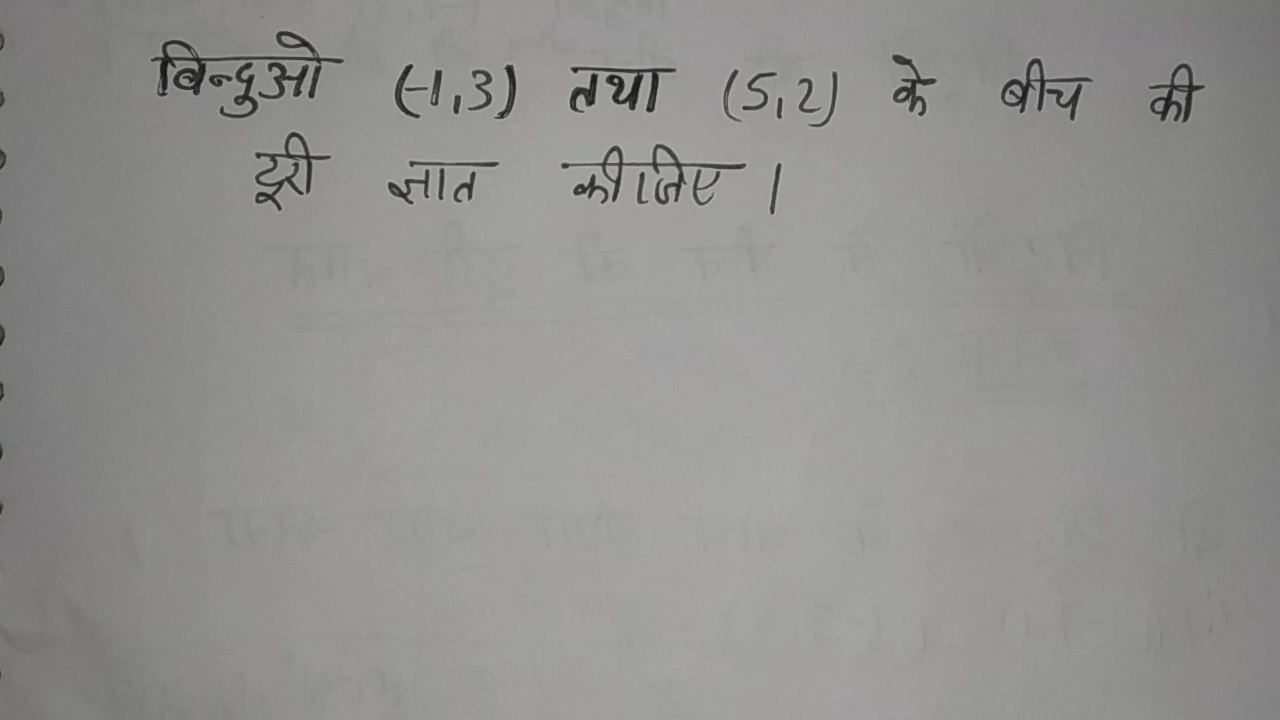 बिन्दुओ (-1,3) तथा (5,2) के बीच की
दूरी ज्ञात कीजिए।